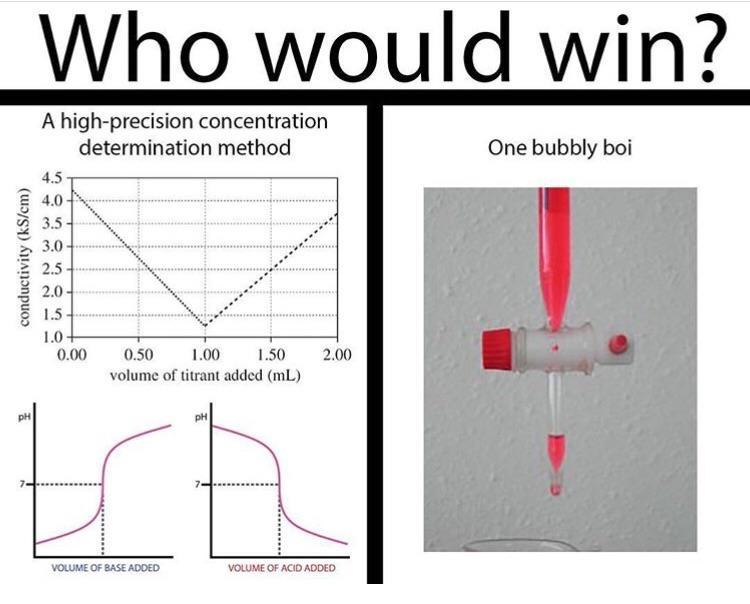 Who would win?
A high-precision concentration
determination method
One bubbly boi
conductivity (kS/cm)
4.5
4.0
3.5
3.0
2.5
2.0
1.5
1.0
0.00 0.50 1.00 1.50 2.00
volume of titrant added (mL)
pH
7
VOLUME OF BASE ADDED
pH
7
VOLUME OF ACID ADDED